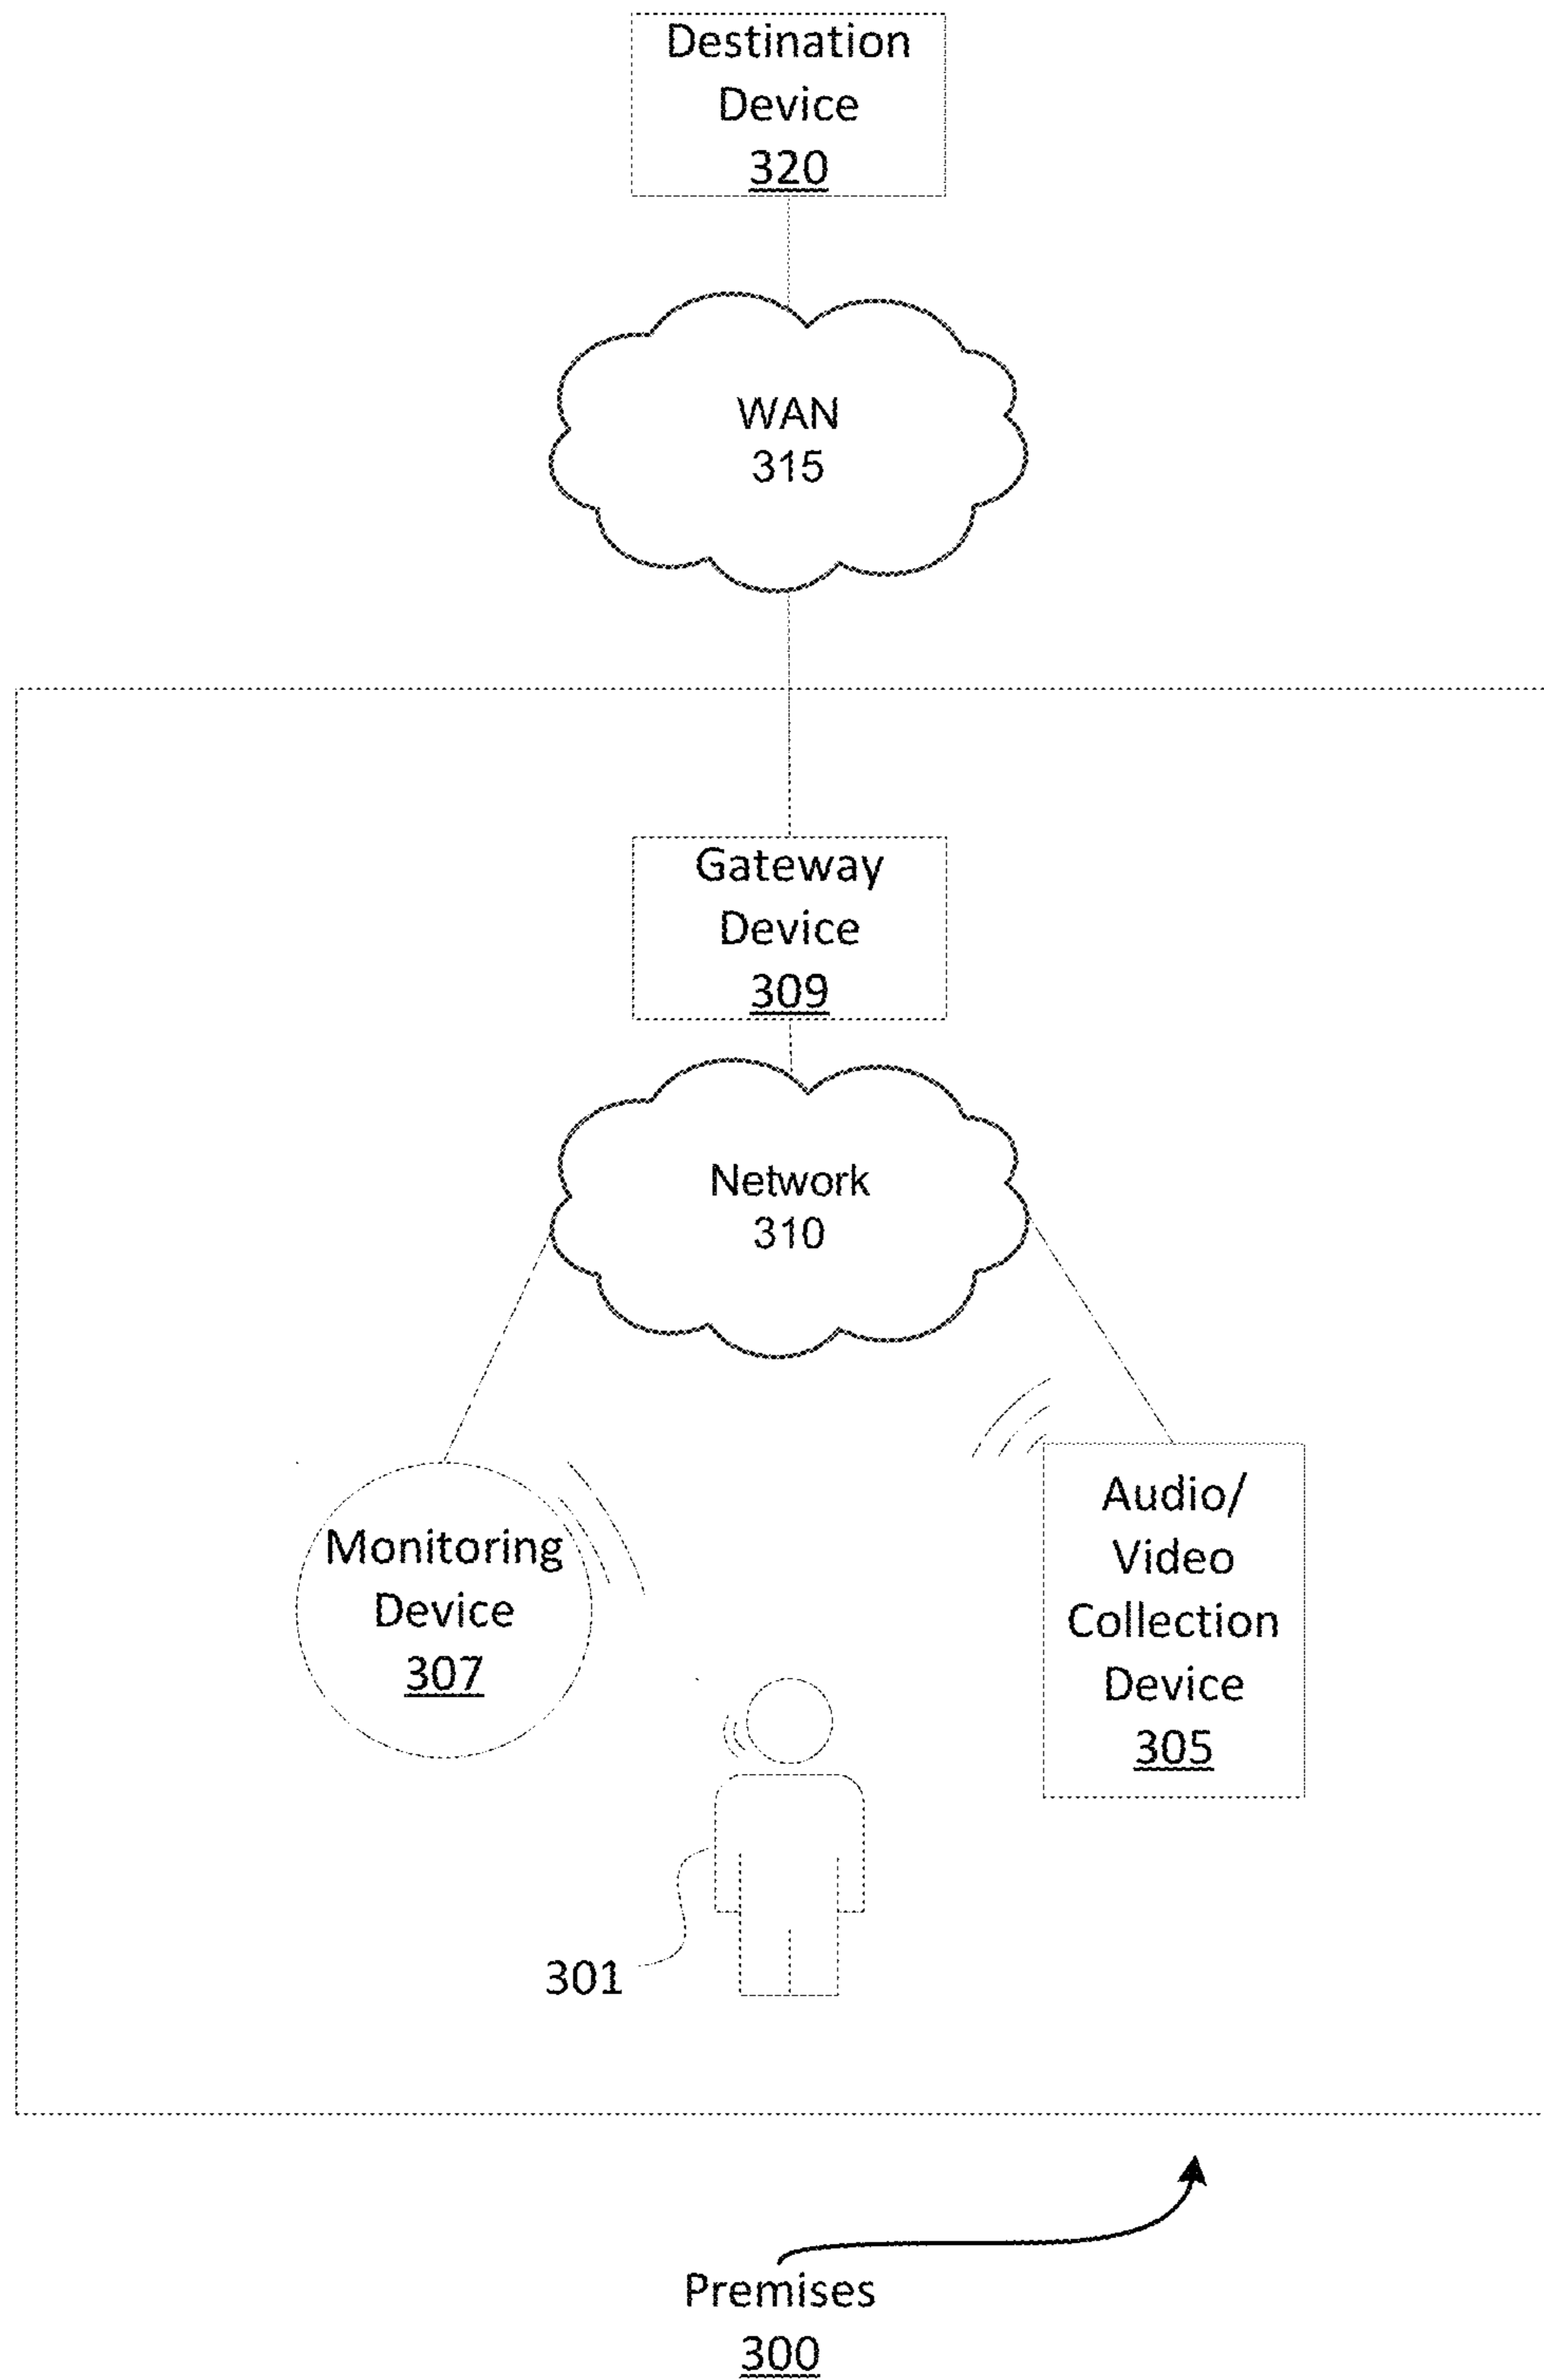 Destination
Device
320
WAN
315
Gateway
Device
309
Network
310
Monitoring
Device
307
Audio/
Video
Collection
Device
305
301
Premises
300